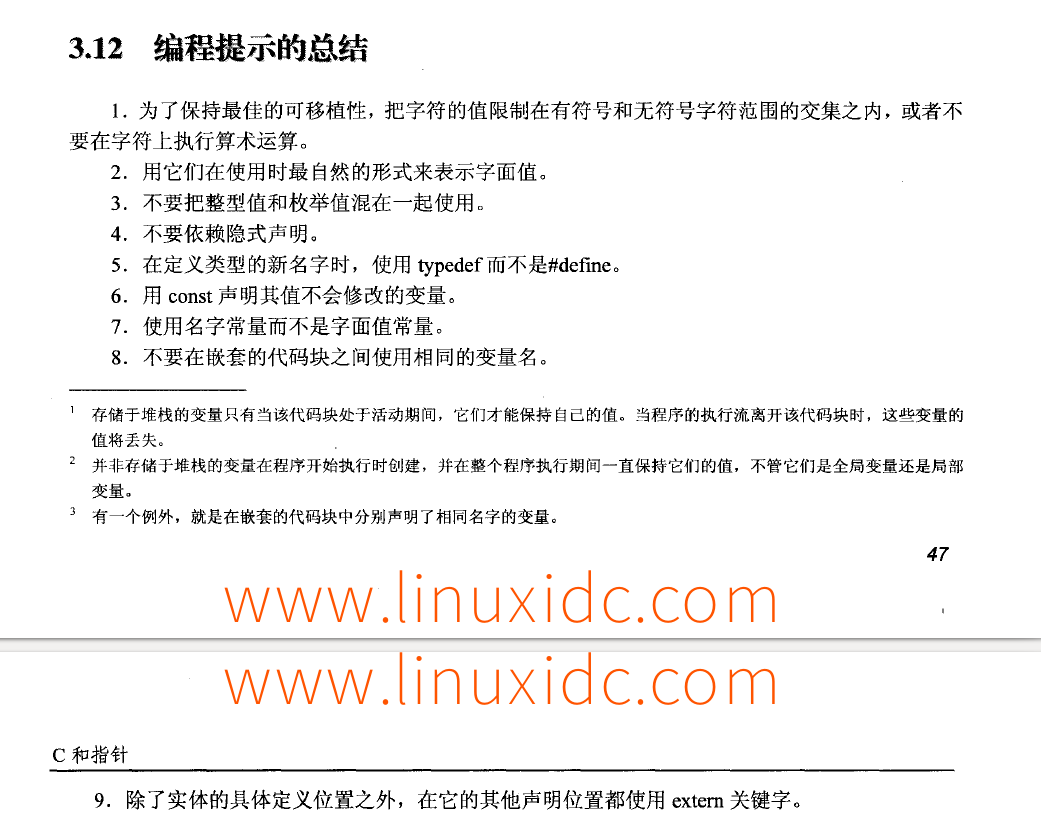 3.12 编程提示的总结
1．为了保持最佳的可移植性，把字符的值限制在有符号和无符号字符范围的交集之内，或者不
要在字符上执行算术运算。
2．用它们在使用时最自然的形式来表示字面值。
3．不要把整型值和枚举值混在一起使用。
4．不要依赖隐式声明。
5．在定义类型的新名字时，使用 typedef 而不是#define。
6．用 const 声明其值不会修改的变量。
7．使用名字常量而不是字面值常量。
8．不要在嵌套的代码块之间使用相同的变量名。
1 存储于堆栈的变量只有当该代码块处于活动期间，它们才能保持自己的值。当程序的执行流离开该代码块时，这些变量的
值将丢失。
2 并非存储于堆栈的变量在程序开始执行时创建，并在整个程序执行期间一直保持它们的值，不管它们是全局变量还是局部
变量。
3 有一个例外，就是在嵌套的代码块中分别声明了相同名字的变量。
47
www.linuxidc.com
www.linuxidc.com
C 和指针
9．除了实体的具体定义位置之外，在它的其他声明位置都使用 extern 关键字。